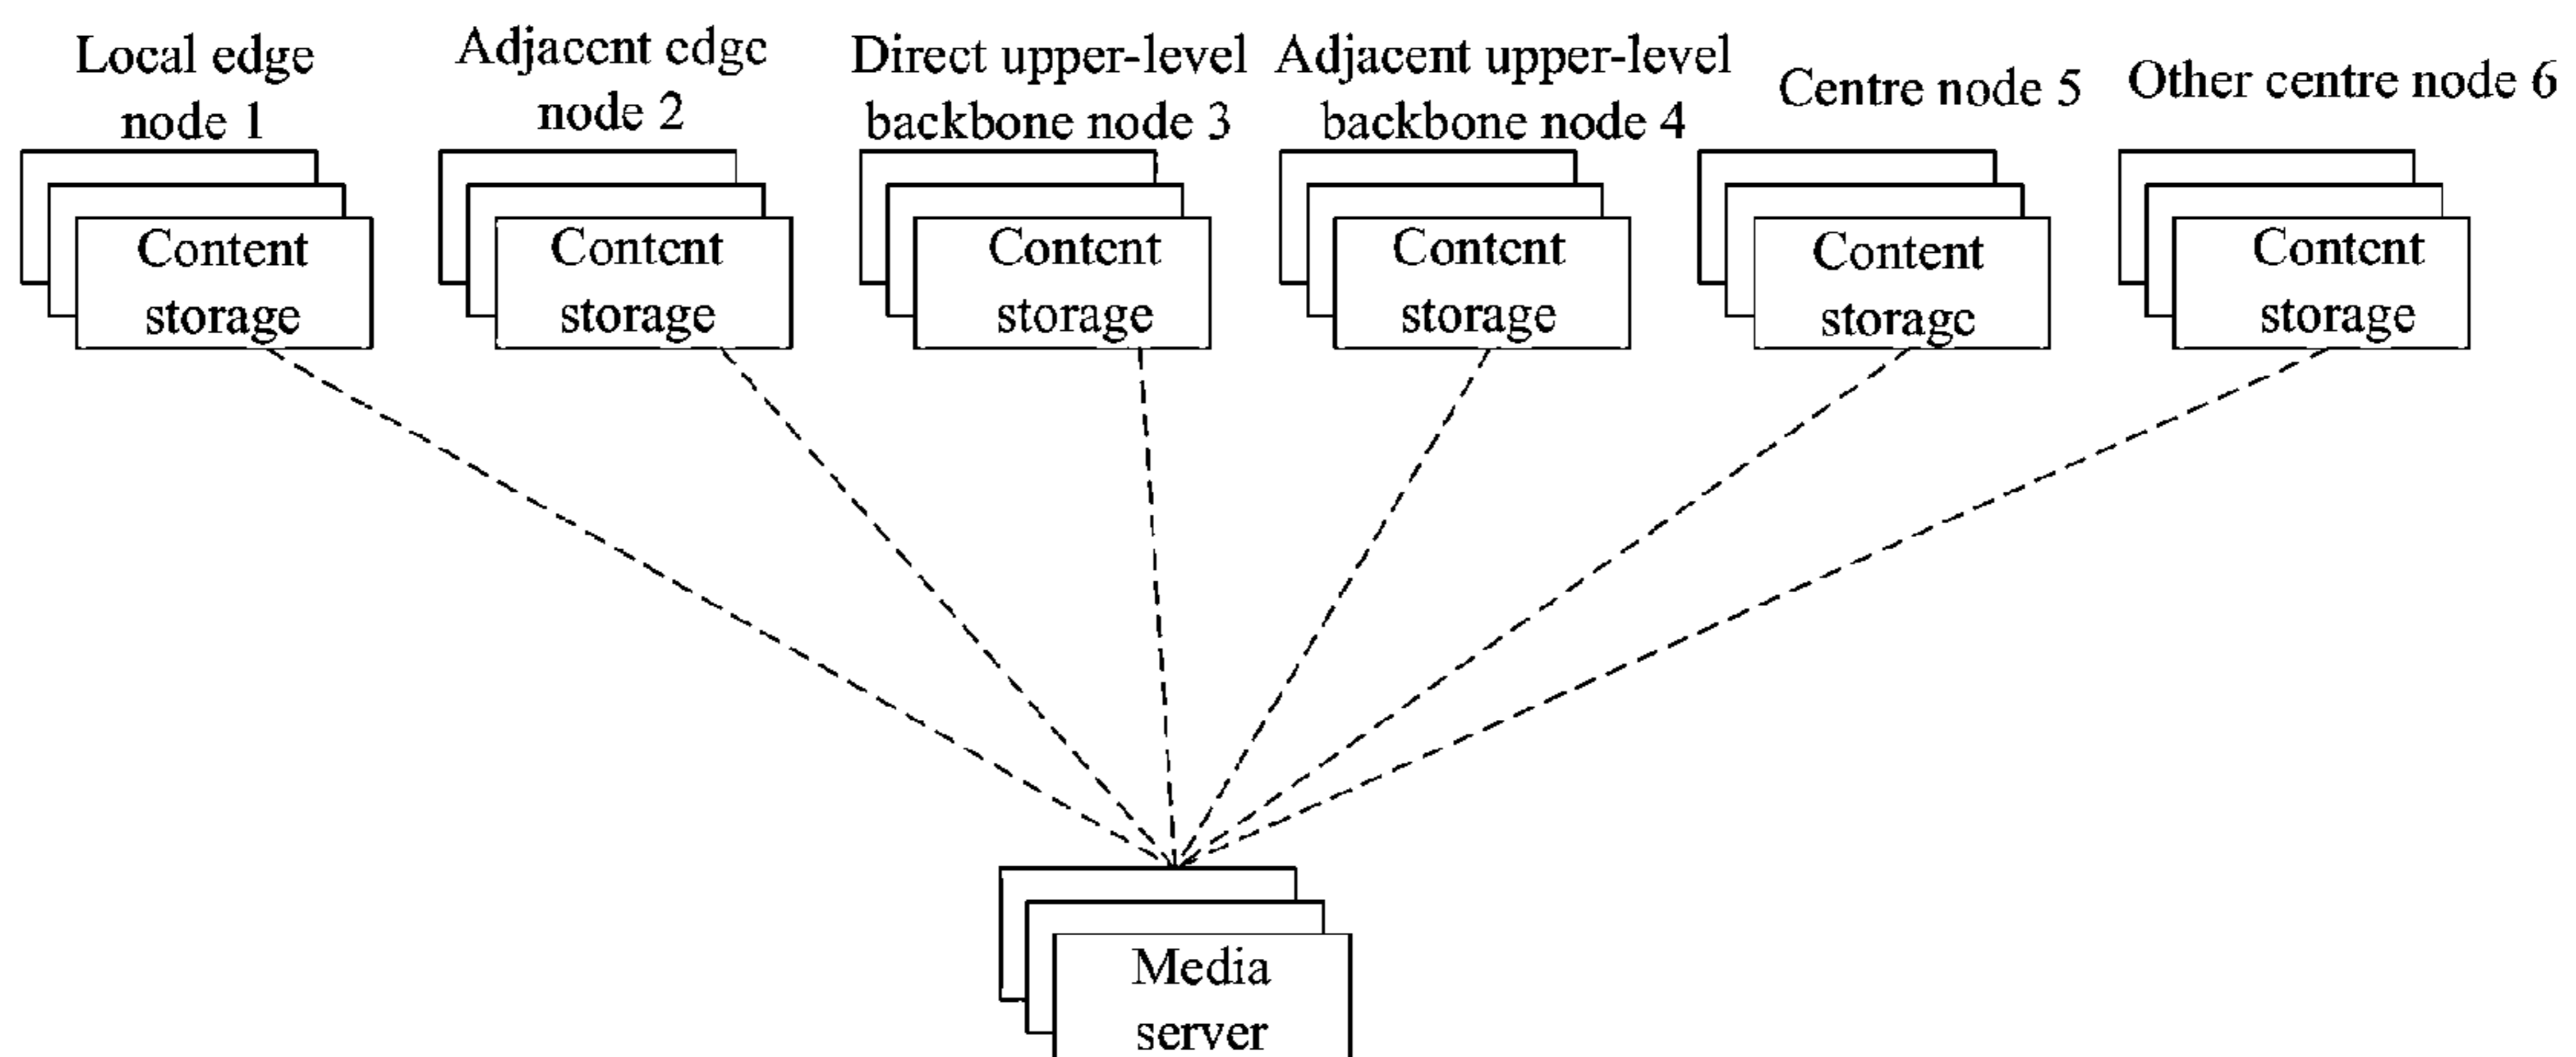 Local edge
node 1
Adjacent edge
node 2
Direct upper-level
backbone node 3
Adjacent upper-level
backbone node 4
Centre node 5
Other centre node 6
Content
storage
Content
storage
Content
storage
Content
storage
Content
storage
Content
storage
Media
server